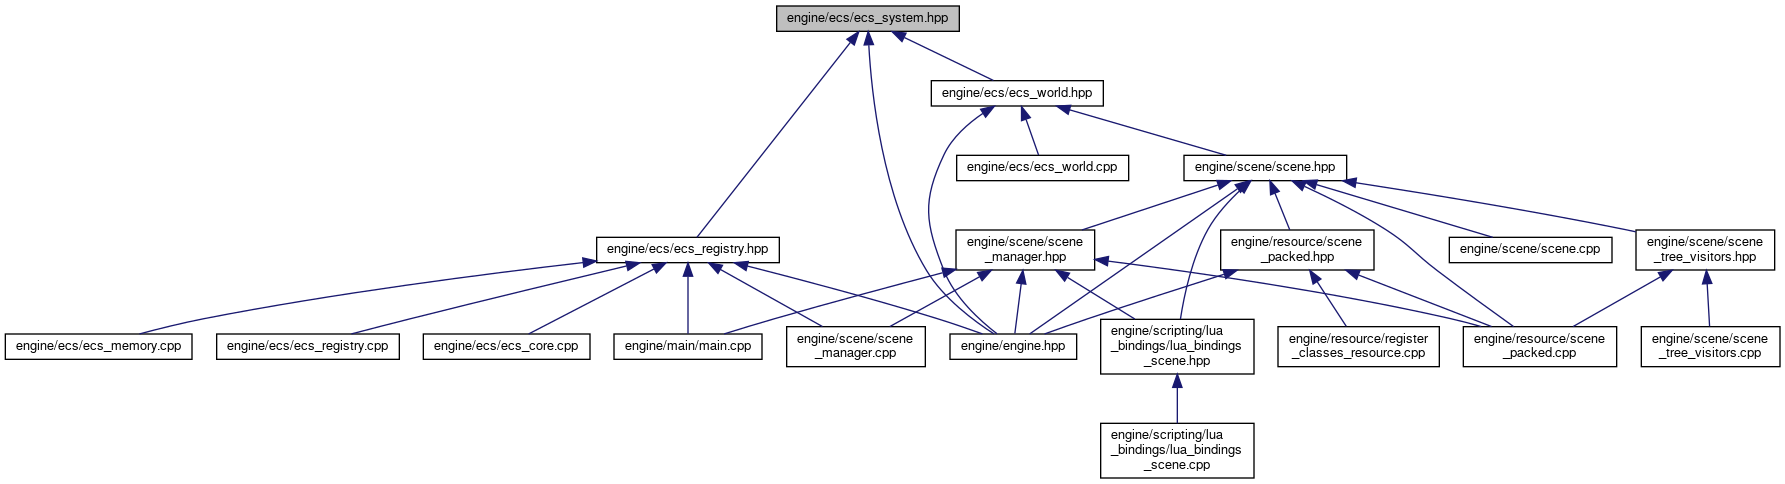 engine/ecs/ecs_system.hpp
engine/ecs/ecs_world.hpp
engine/ecs/ecs_world.cpp
engine/scene/scene.hpp
engine/ecs/ecs_registry.hpp
engine/scene/scene
_manager.hpp
engine/resource/scene
_packed.hpp
engine/scene/scene.cpp
engine/scene/scene
_tree_visitors.hpp
engine/ecs/ecs_memory.cpp
engine/ecs/ecs_registry.cpp
engine/ecs/ecs_core.cpp
engine/main/main.cpp
engine/scene/scene
_manager.cpp
engine/engine.hpp
engine/scripting/lua
_bindings/lua_bindings
_scene.hpp
engine/resource/register
_classes_resource.cpp
engine/resource/scene
_packed.cpp
engine/scene/scene
_tree_visitors.cpp
engine/scripting/lua
_bindings/lua_bindings
_scene.cpp